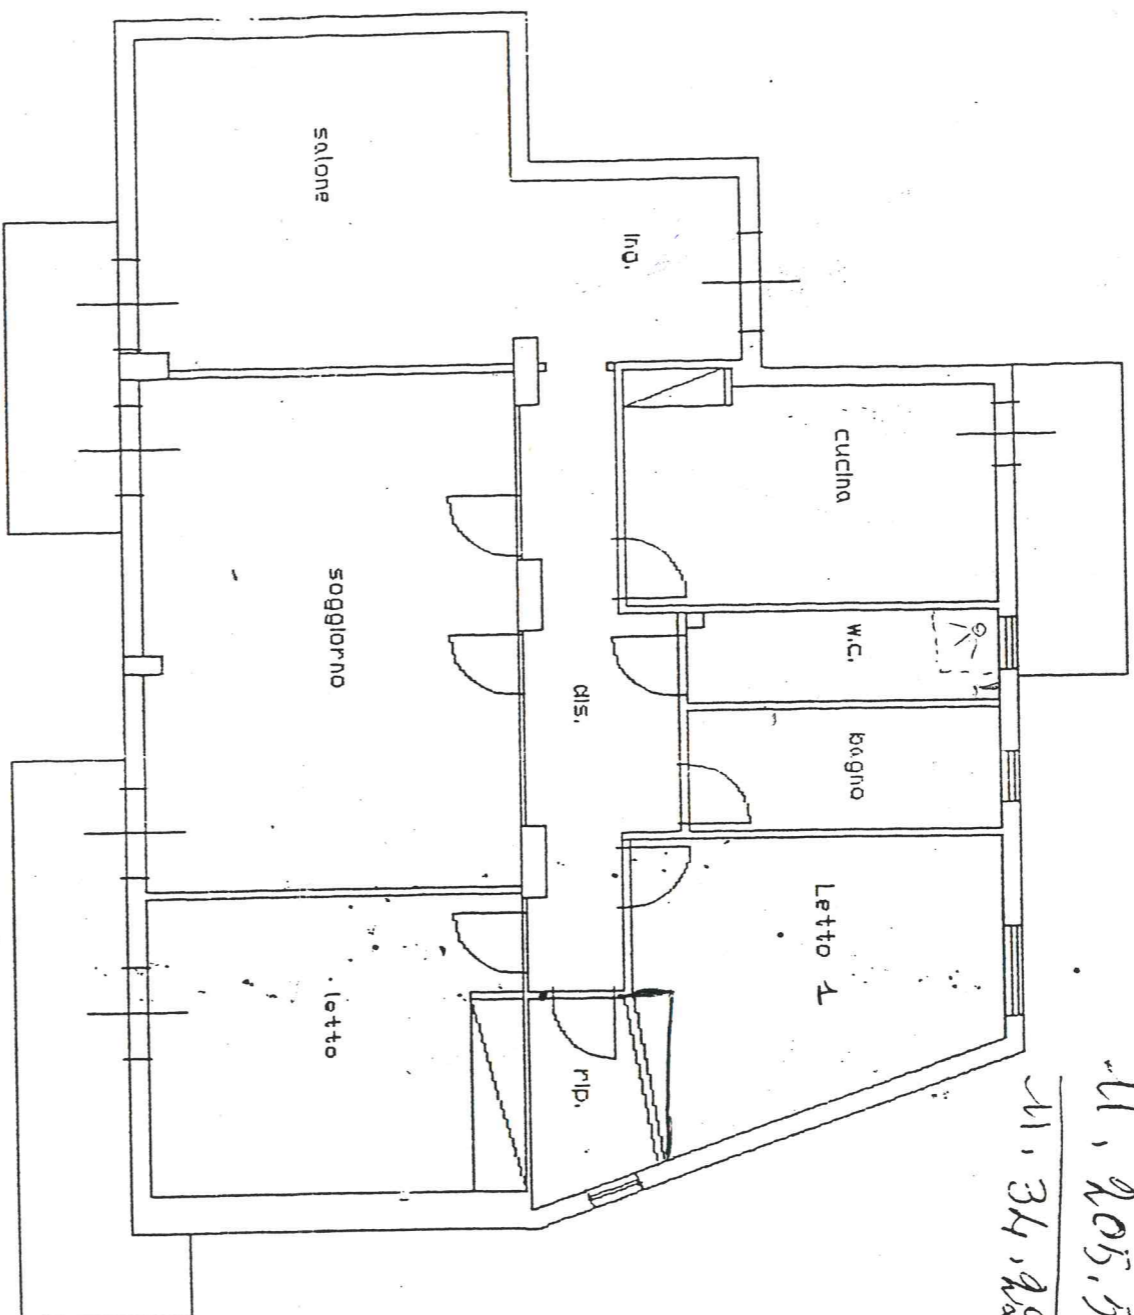 salone
Ing.
cucina
soggiorno
dis.
w.c.
bagno
Letto 1
letto
rip.